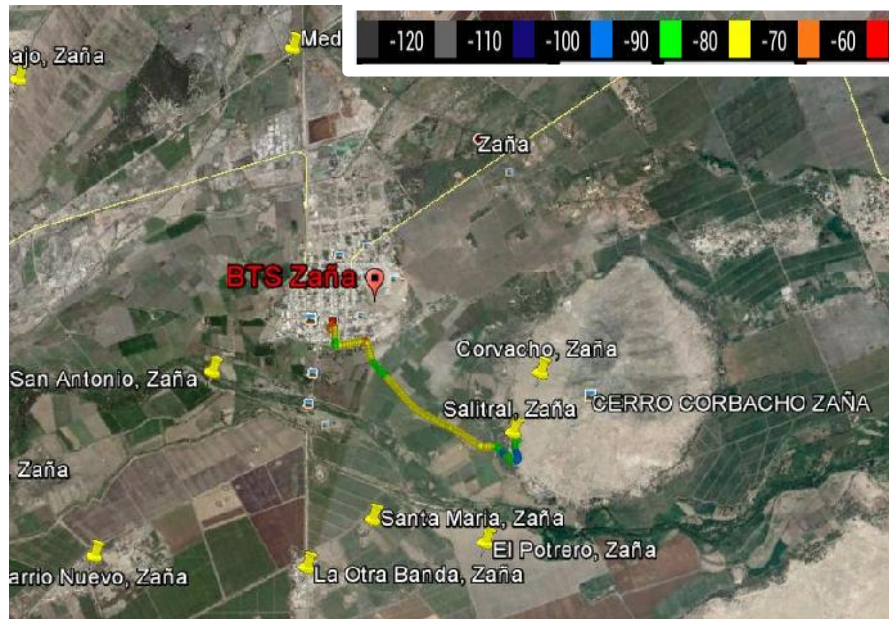 -120 -110 -100 -90 -80 -70 -60
ajo, Zaña
Med
Zaña
BTS Zaña
Corvacho, Zaña
San Antonio, Zaña
CERRO CORBACHO ZAÑA
Salitral, Zaña
, Zaña
Santa Maria, Zaña
El Potrero, Zaña
arrio Nuevo, Zaña
La Otra Banda, Zaña